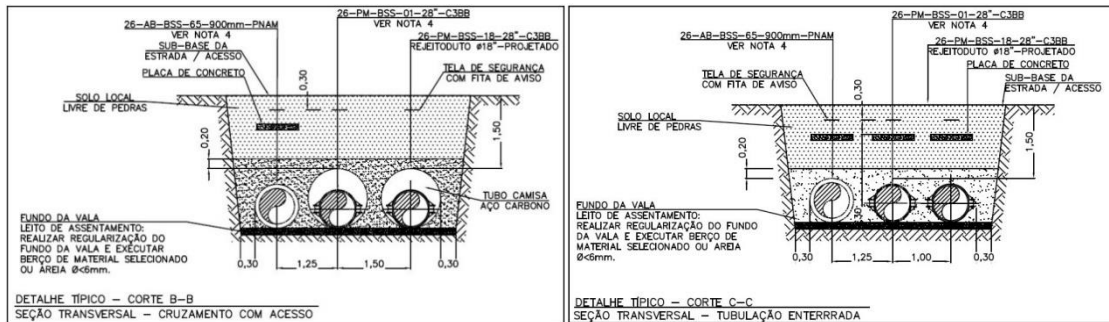 26-AB-BSS-65-900mm-PNAM
VER NOTA 4
SUB-BASE DA
ESTRADA / ACESSO
PLACA DE CONCRETO
26-PM-BSS-01-28"-C3BB
VER NOTA 4
26-PM-BSS-18-28"-C3BB
REJEITODUTO ø18"-PROJETADO
TELA DE SEGURANÇA
COM FITA DE AVISO
0,30
SOLO LOCAL
LIVRE DE PEDRAS
1,50
0,20
TUBO CAMISA
AÇO CARBONO
FUNDO DA VALA
LEITO DE ASSENTAMENTO:
REALIZAR REGULARIZAÇÃO DO
FUNDO DA VALA E EXECUTAR
BERÇO DE MATERIAL SELECIONADO
OU AREIA Ø<6mm.
0,30
1,25
1,50
0,30
DETALHE TÍPICO - CORTE B-B
SEÇÃO TRANSVERSAL - CRUZAMENTO COM ACESSO
26-PM-BSS-01-28"-C3BB
VER NOTA 4
26-AB-BSS-65-900mm-PNAM
VER NOTA 4
26-PM-BSS-18-28"-C3BB
REJEITODUTO ø18"-PROJETADO
PLACA DE CONCRETO
TELA DE SEGURANÇA
COM FITA DE AVISO
SUB-BASE DA
ESTRADA /ACESSO
0,30
SOLO LOCAL
LIVRE DE PEDRAS
1,50
0,20
FUNDO DA VALA
LEITO DE ASSENTAMENTO:
REALIZAR REGULARIZAÇÃO DO FUNDO
DA VALA E EXECUTAR BERÇO DE
MATERIAL SELECIONADO OU AREIA
Ø<6mm.
0,30
0,30
1,25
1,00
0,30
DETALHE TÍPICO - CORTE C-C
SEÇÃO TRANSVERSAL - TUBULAÇÃO ENTERRRADA